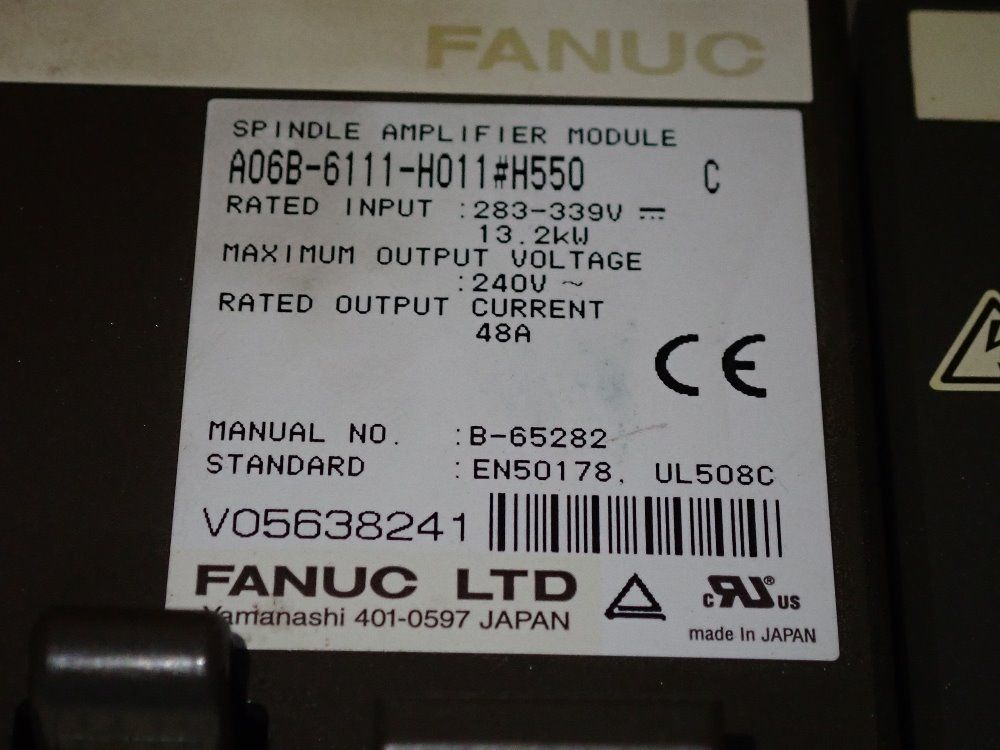 FANUC
SPINDLE AMPLIFIER MODULE
A06B-6111-H011#H550 C
RATED INPUT :283-339V ⎓
13.2kW
MAXIMUM OUTPUT VOLTAGE
:240V ~
RATED OUTPUT CURRENT
48A
CE
MANUAL NO. :B-65282
STANDARD :EN50178, UL508C
V05638241
FANUC LTD
Yamanashi 401-0597 JAPAN
c RU® US
made In JAPAN